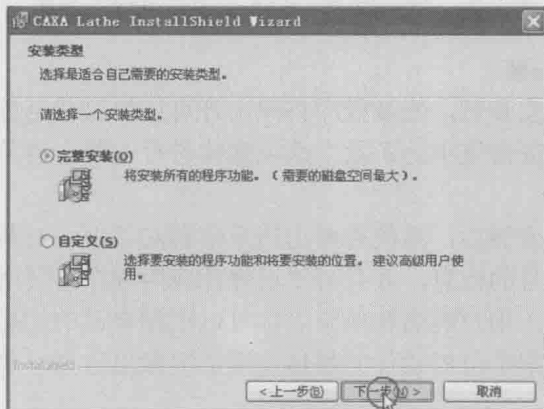 CAXA Lathe InstallShield Wizard
安装类型
选择最适合自己需要的安装类型。
请选择一个安装类型。
完整安装(O)
将安装所有的程序功能。（需要的磁盘空间最大）。
自定义(S)
选择要安装的程序功能和将要安装的位置。 建议高级用户使
用。
InstallShield
<上一步(B) 下一步(N) > 取消